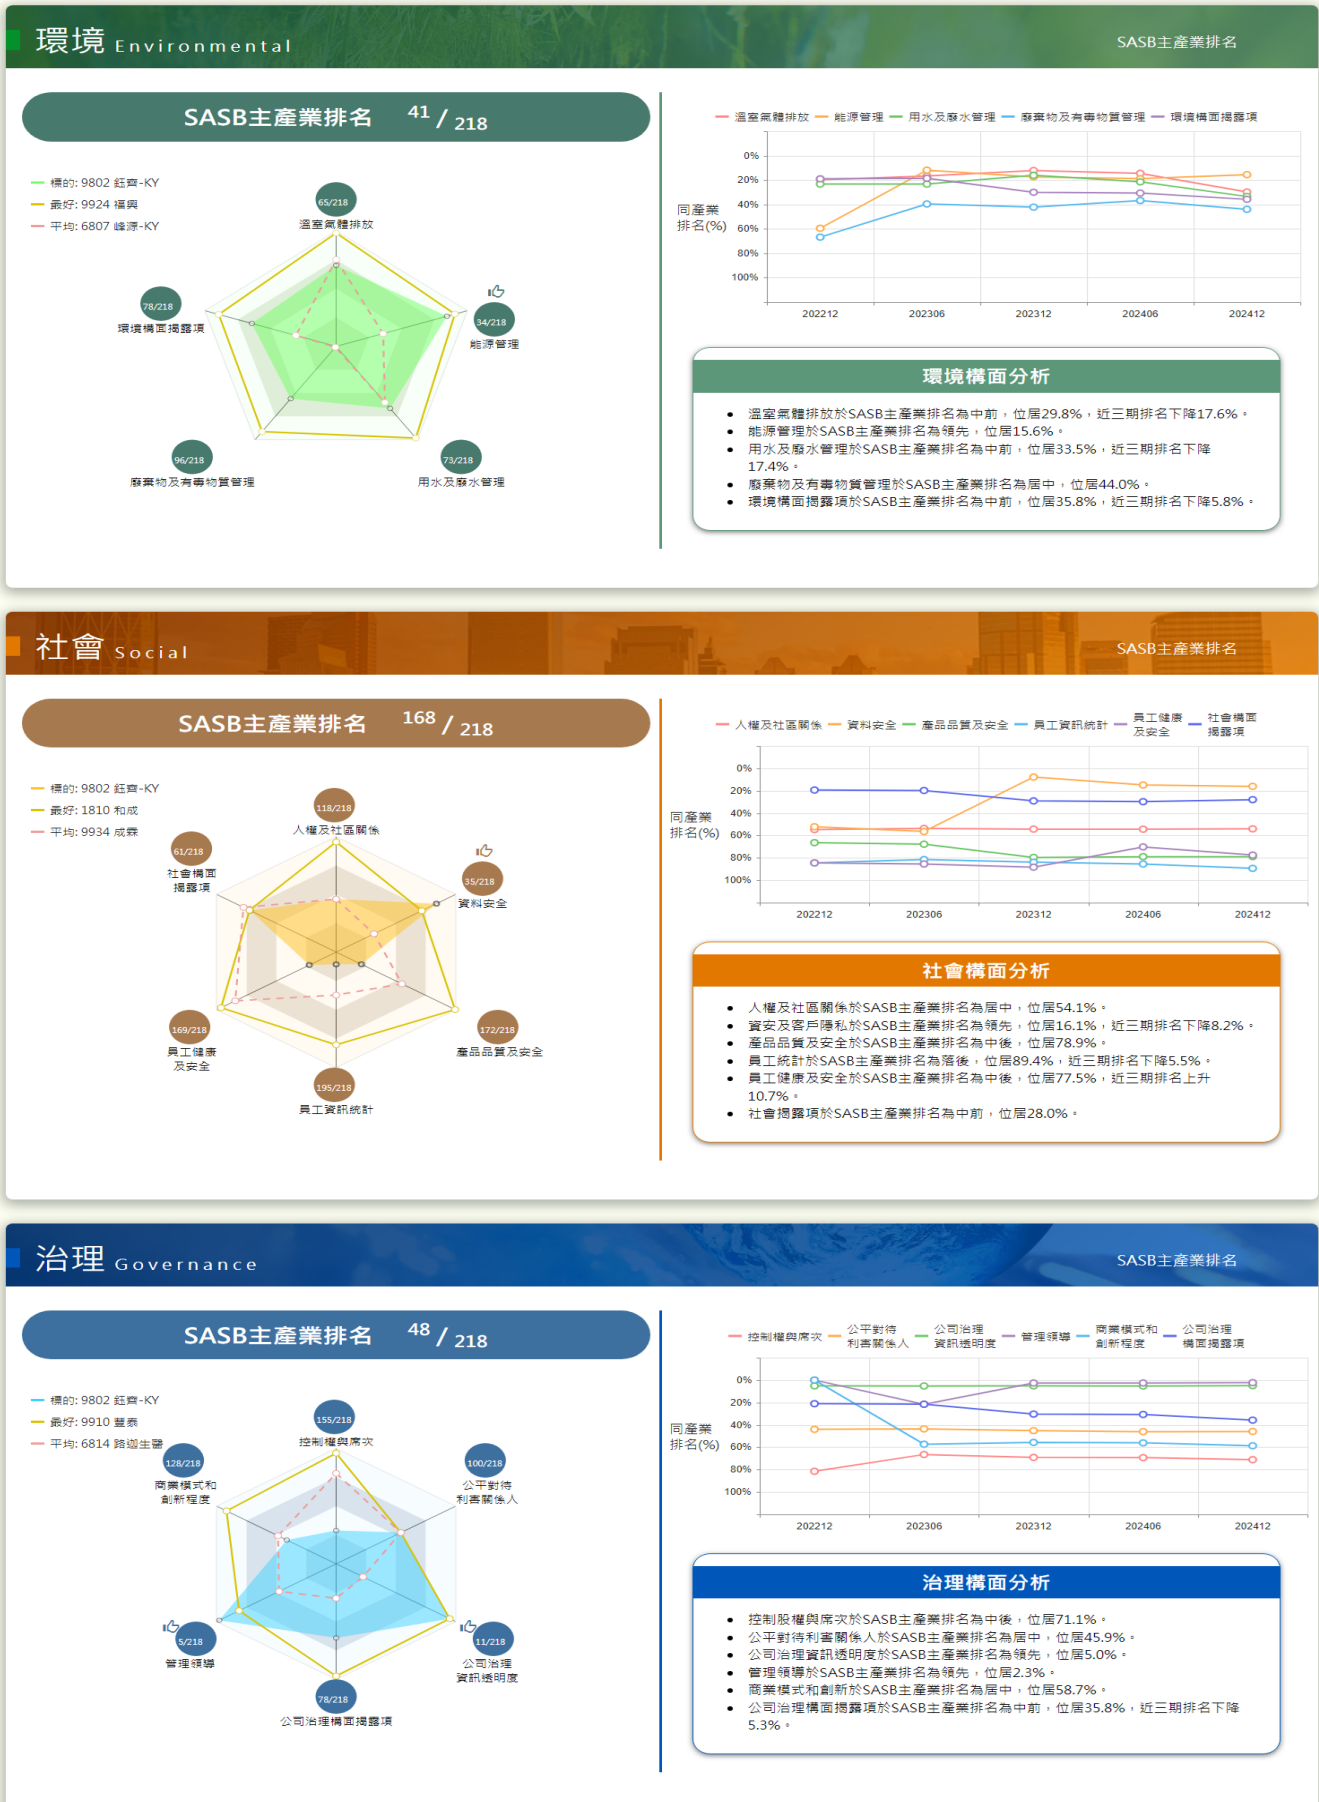 環境 Environmental
SASB主產業排名
SASB主產業排名 41 / 218
標的: 9802 鈺齊-KY
最好: 9924 福興
平均: 6807 峰源-KY
65/218
溫室氣體排放
34/218
能源管理
73/218
用水及廢水管理
96/218
廢棄物及有毒物質管理
78/218
環境構面揭露項
溫室氣體排放 能源管理 用水及廢水管理 廢棄物及有毒物質管理 環境構面揭露項
同產業
排名(%)
0%
20%
40%
60%
80%
100%
202212 202306 202312 202406 202412
環境構面分析
溫室氣體排放於SASB主產業排名為中前，位居29.8%，近三期排名下降17.6%。
能源管理於SASB主產業排名為領先，位居15.6%。
用水及廢水管理於SASB主產業排名為中前，位居33.5%，近三期排名下降
17.4%。
廢棄物及有毒物質管理於SASB主產業排名為居中，位居44.0%。
環境構面揭露項於SASB主產業排名為中前，位居35.8%，近三期排名下降5.8%。
社會 Social
SASB主產業排名
SASB主產業排名 168 / 218
標的: 9802 鈺齊-KY
最好: 1810 和成
平均: 9934 成霖
118/218
人權及社區關係
35/218
資料安全
172/218
產品品質及安全
195/218
員工資訊統計
169/218
員工健康
及安全
61/218
社會構面
揭露項
人權及社區關係 資料安全 產品品質及安全 員工資訊統計 員工健康
及安全 社會構面
揭露項
同產業
排名(%)
0%
20%
40%
60%
80%
100%
202212 202306 202312 202406 202412
社會構面分析
人權及社區關係於SASB主產業排名為居中，位居54.1%。
資安及客戶隱私於SASB主產業排名為領先，位居16.1%，近三期排名下降8.2%。
產品品質及安全於SASB主產業排名為中後，位居78.9%。
員工統計於SASB主產業排名為落後，位居89.4%，近三期排名下降5.5%。
員工健康及安全於SASB主產業排名為中後，位居77.5%，近三期排名上升
10.7%。
社會揭露項於SASB主產業排名為中前，位居28.0%。
治理 Governance
SASB主產業排名
SASB主產業排名 48 / 218
標的: 9802 鈺齊-KY
最好: 9910 豐泰
平均: 6814 路迦生醫
155/218
控制權與席次
100/218
公平對待
利害關係人
11/218
公司治理
資訊透明度
78/218
公司治理構面揭露項
5/218
管理領導
128/218
商業模式和
創新程度
控制權與席次 公平對待
利害關係人 公司治理
資訊透明度 管理領導 商業模式和
創新程度 公司治理
構面揭露項
同產業
排名(%)
0%
20%
40%
60%
80%
100%
202212 202306 202312 202406 202412
治理構面分析
控制股權與席次於SASB主產業排名為中後，位居71.1%。
公平對待利害關係人於SASB主產業排名為居中，位居45.9%。
公司治理資訊透明度於SASB主產業排名為領先，位居5.0%。
管理領導於SASB主產業排名為領先，位居2.3%。
商業模式和創新於SASB主產業排名為居中，位居58.7%。
公司治理構面揭露項於SASB主產業排名為中前，位居35.8%，近三期排名下降
5.3%。